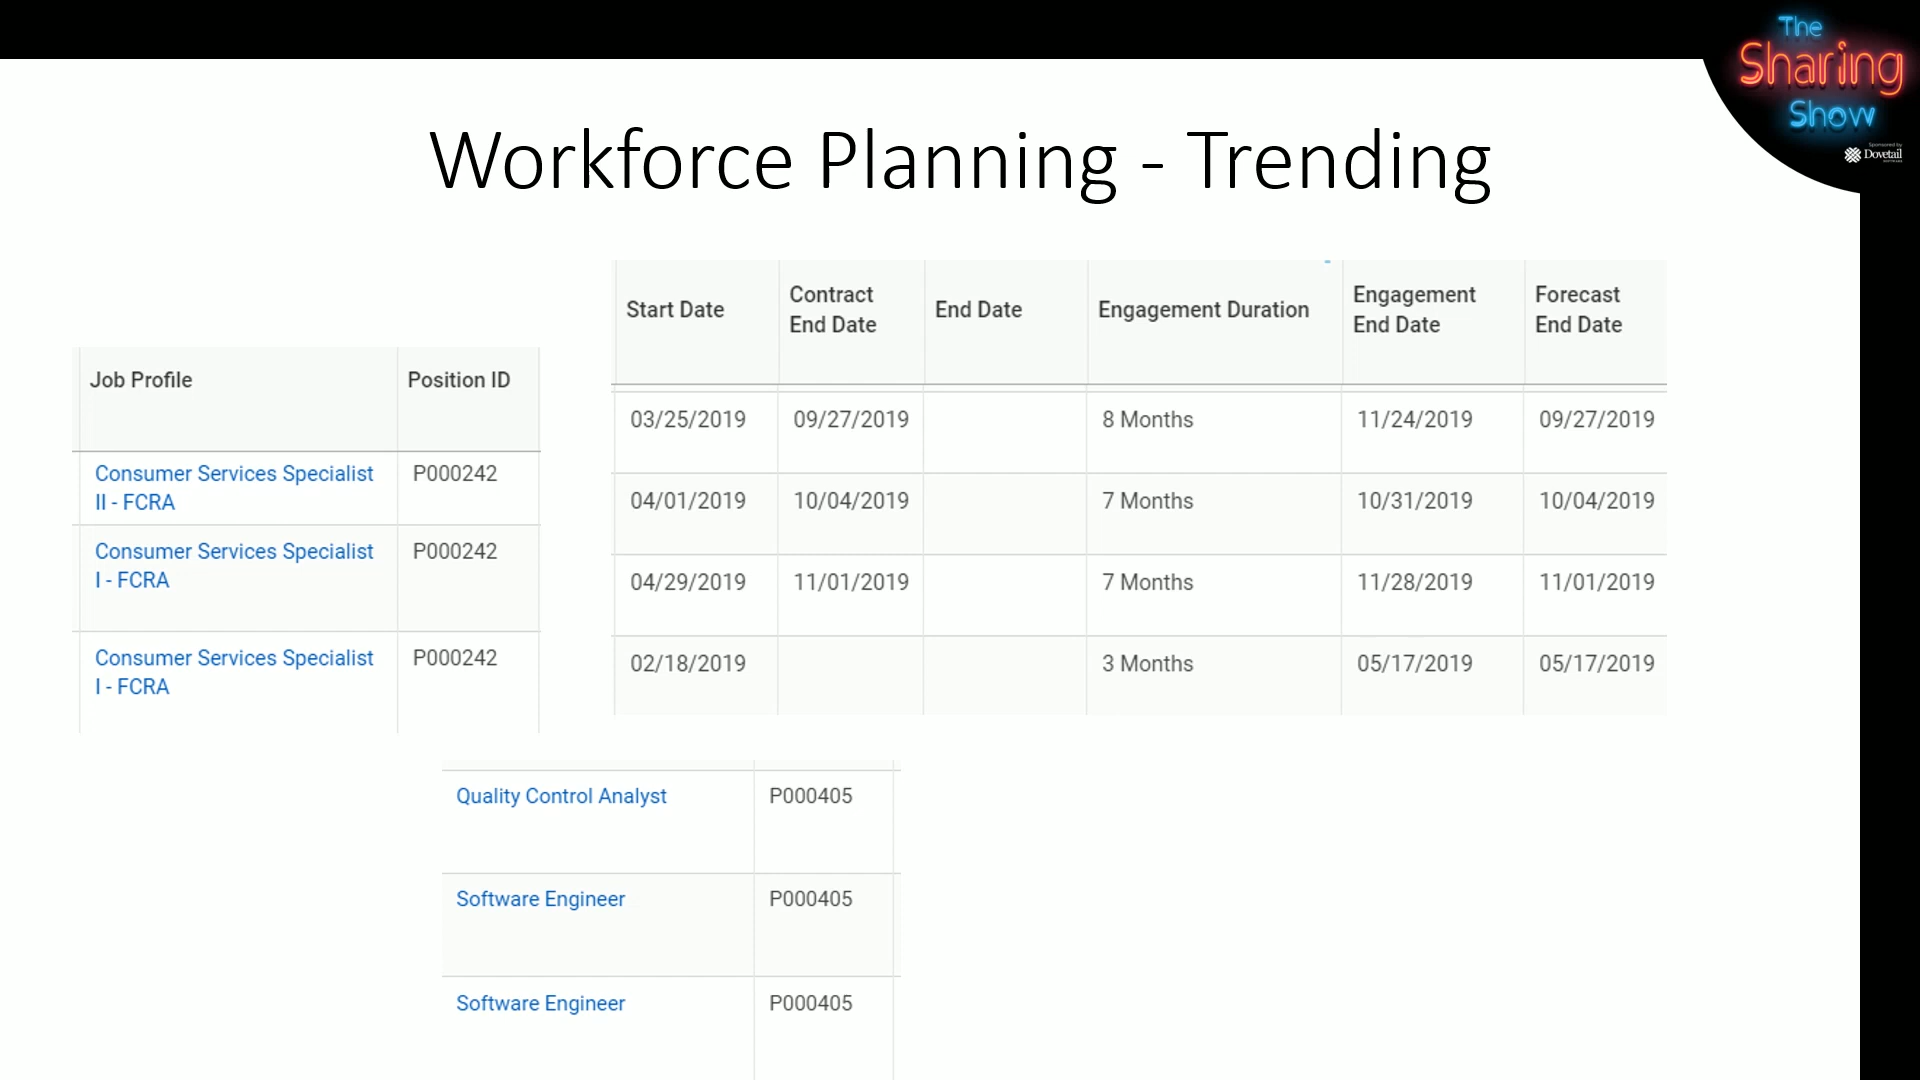 The
Sharing
Show
Sponsored by
Dovetail
Workforce Planning - Trending
Job Profile Position ID
Consumer Services Specialist P000242
II - FCRA
Consumer Services Specialist P000242
I - FCRA
Consumer Services Specialist P000242
I - FCRA
Start Date Contract End Date End Date Engagement Duration Engagement End Date Forecast End Date
03/25/2019 09/27/2019 8 Months 11/24/2019 09/27/2019
04/01/2019 10/04/2019 7 Months 10/31/2019 10/04/2019
04/29/2019 11/01/2019 7 Months 11/28/2019 11/01/2019
02/18/2019 3 Months 05/17/2019 05/17/2019
Quality Control Analyst P000405
Software Engineer P000405
Software Engineer P000405